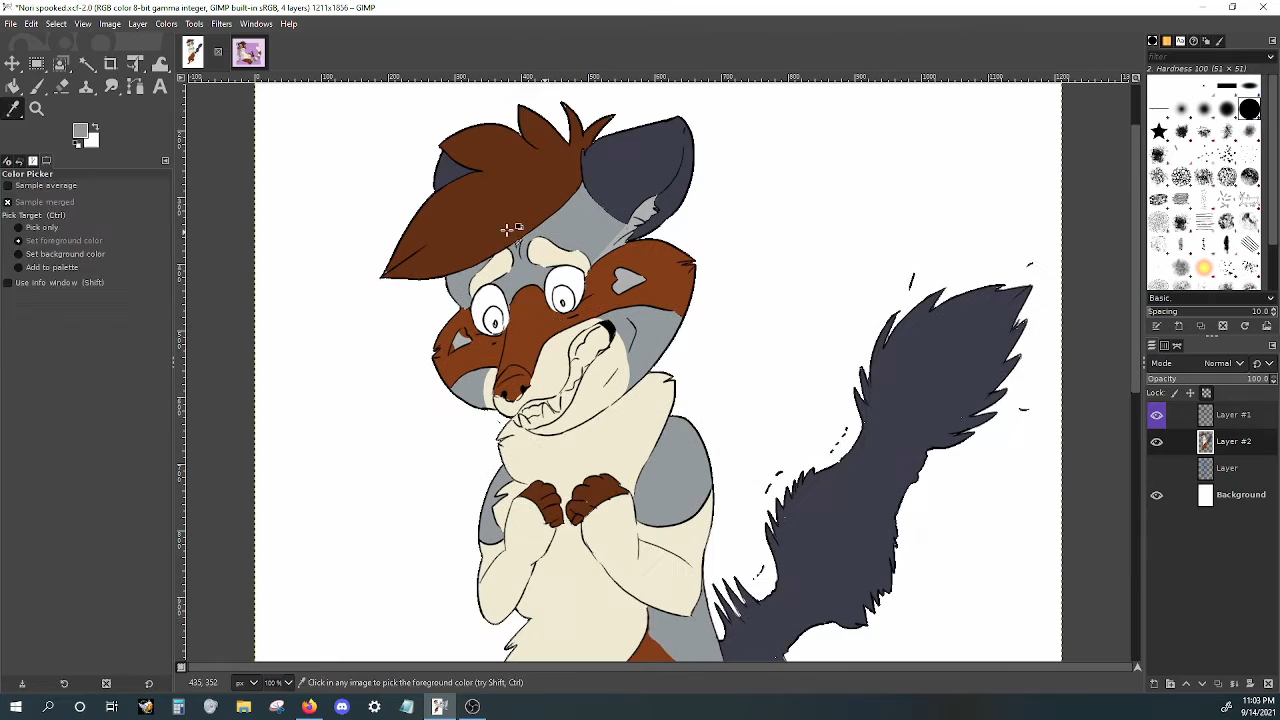 *Nori spooked.xcf-2.0 (RGB color 8-bit gamma integer, GIMP built-in sRGB, 4 layers) 1211x1856 – GIMP
File Edit Select View Image Layer Colors Tools Filters Windows Help
filter
2. Hardness 100 (51 × 51)
Color Picker
Sample average
Sample merged
Pick Target (Ctrl)
Pick only
Set foreground color
Set background color
Add to palette
Use info window (Shift)
Basic,
Spacing 10.0
Mode Normal
Opacity 100.0
Lock:
Layer #1
Layer #2
Layer
Background
435, 352 px 100 % Click in any image to pick the foreground color (try Shift, Ctrl)
11:03 PM
9/14/2021